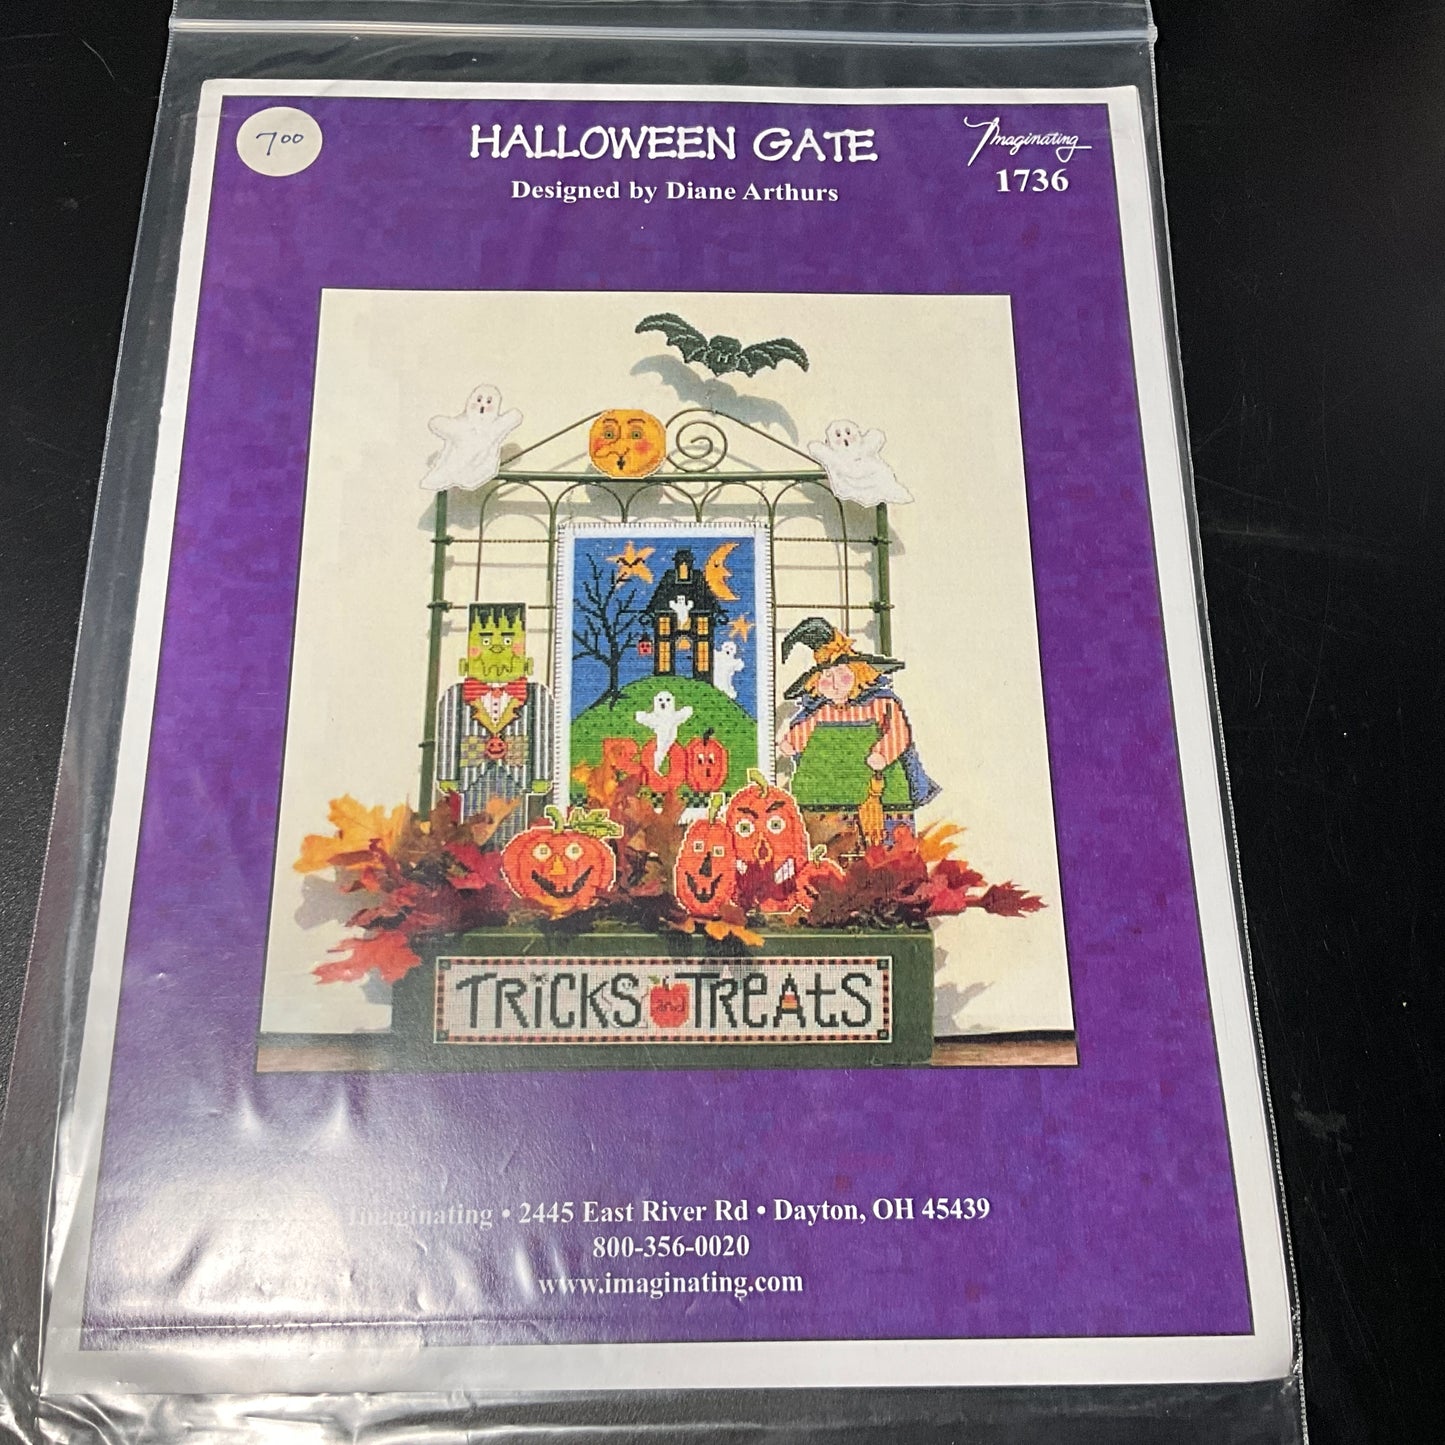 7.00
HALLOWEEN GATE
Designed by Diane Arthurs
Imaginating
1736
TRiCKS and TReAtS
Imaginating • 2445 East River Rd • Dayton, OH 45439
800-356-0020
www.imaginating.com